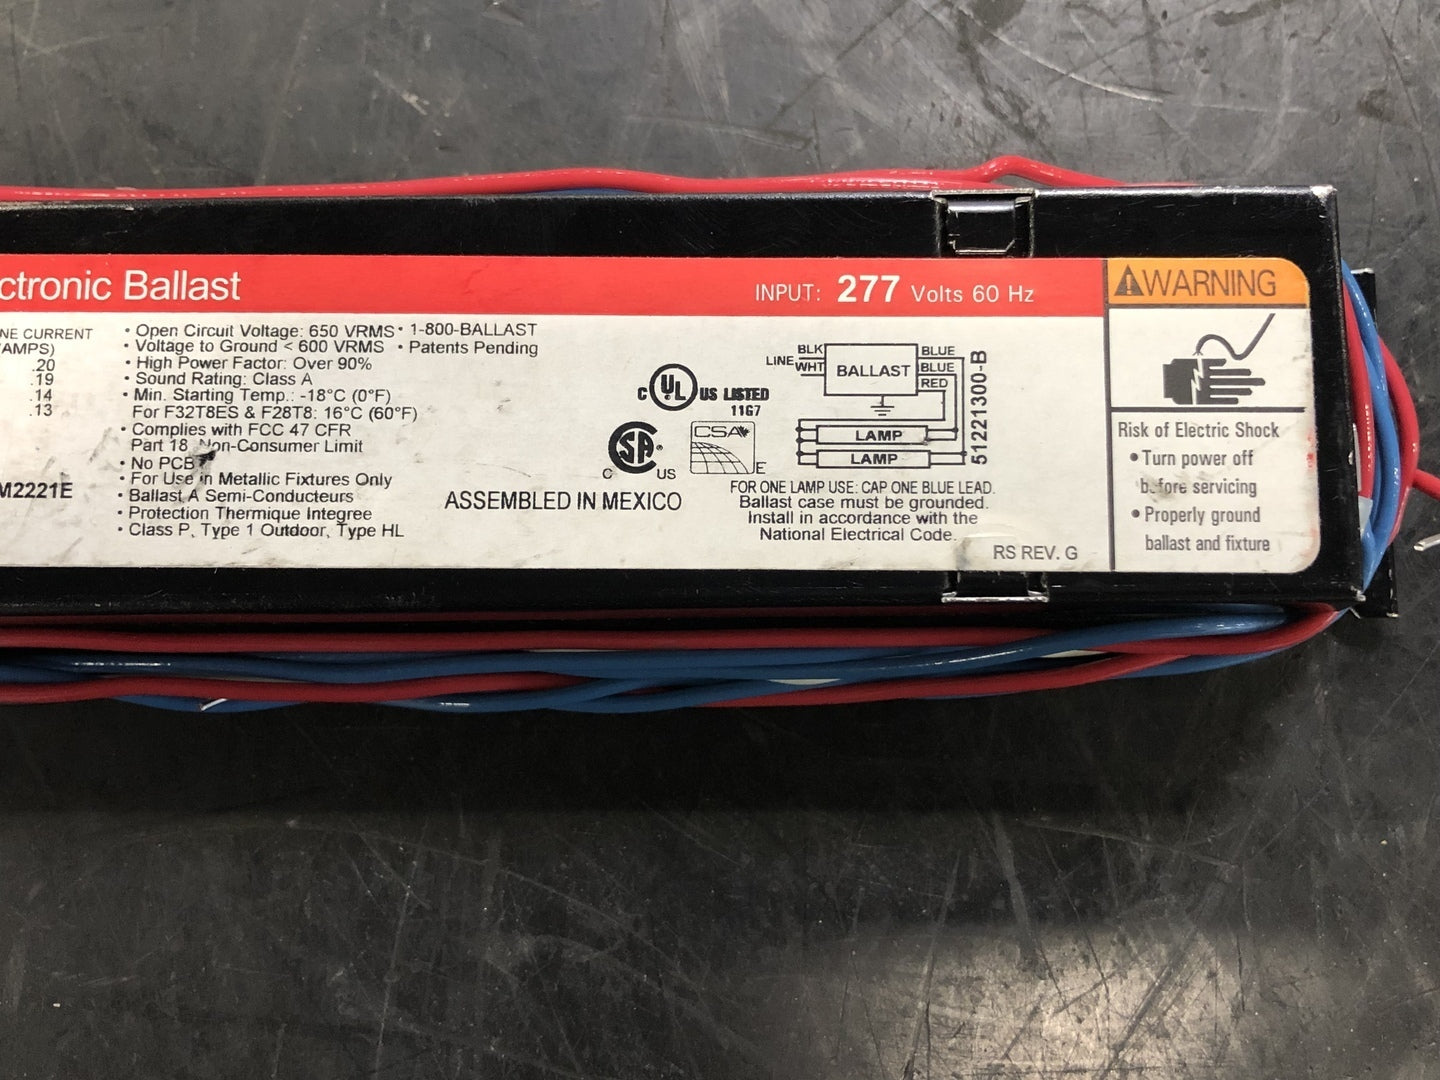 ctronic Ballast
INPUT: 277 Volts 60 Hz
NE CURRENT
(AMPS)
.20
.19
.14
.13
M2221E
• Open Circuit Voltage: 650 VRMS
• Voltage to Ground < 600 VRMS
• High Power Factor: Over 90%
• Sound Rating: Class A
• Min. Starting Temp.: -18°C (0°F)
For F32T8ES & F28T8: 16°C (60°F)
• Complies with FCC 47 CFR
Part 18 Non-Consumer Limit
• No PCB
• For Use in Metallic Fixtures Only
• Ballast A Semi-Conducteurs
• Protection Thermique Integree
• Class P, Type 1 Outdoor, Type HL
• 1-800-BALLAST
• Patents Pending
C UL US LISTED
11G7
C SA® US
CSA E
ASSEMBLED IN MEXICO
LINE
BLK
WHT
BALLAST
BLUE
BLUE
RED
LAMP
LAMP
51221300-B
FOR ONE LAMP USE: CAP ONE BLUE LEAD.
Ballast case must be grounded.
Install in accordance with the
National Electrical Code.
RS REV. G
WARNING
Risk of Electric Shock
• Turn power off
before servicing
• Properly ground
ballast and fixture